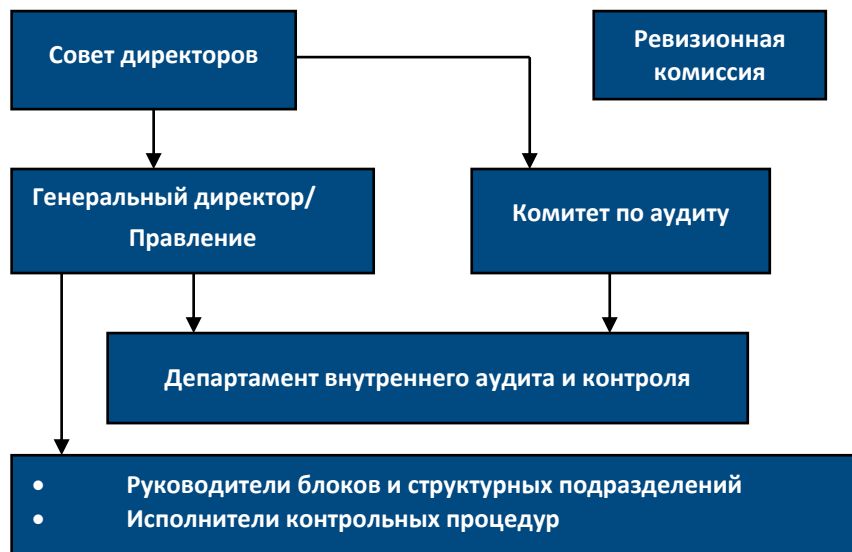 Совет директоров
Ревизионная
комиссия
Генеральный директор/
Правление
Комитет по аудиту
Департамент внутреннего аудита и контроля
• Руководители блоков и структурных подразделений
• Исполнители контрольных процедур